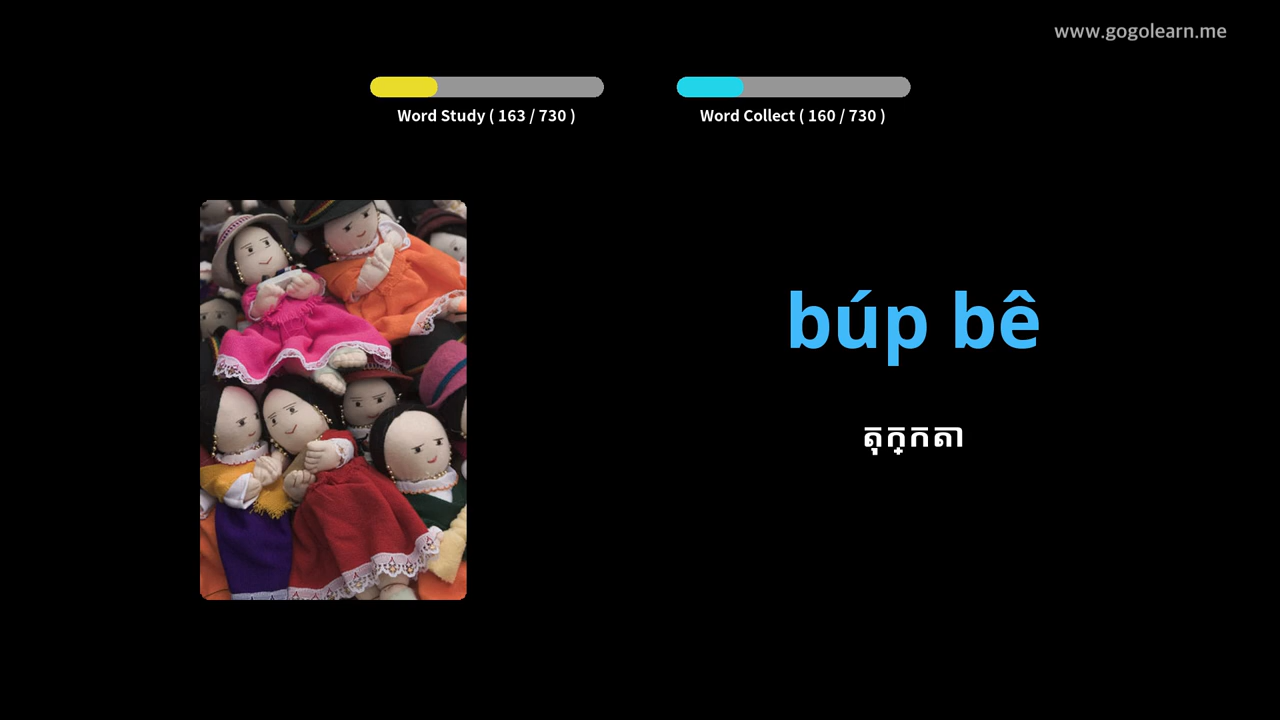 www.gogolearn.me
Word Study ( 163 / 730 )
Word Collect ( 160 / 730 )
búp bê
តុក្កតា